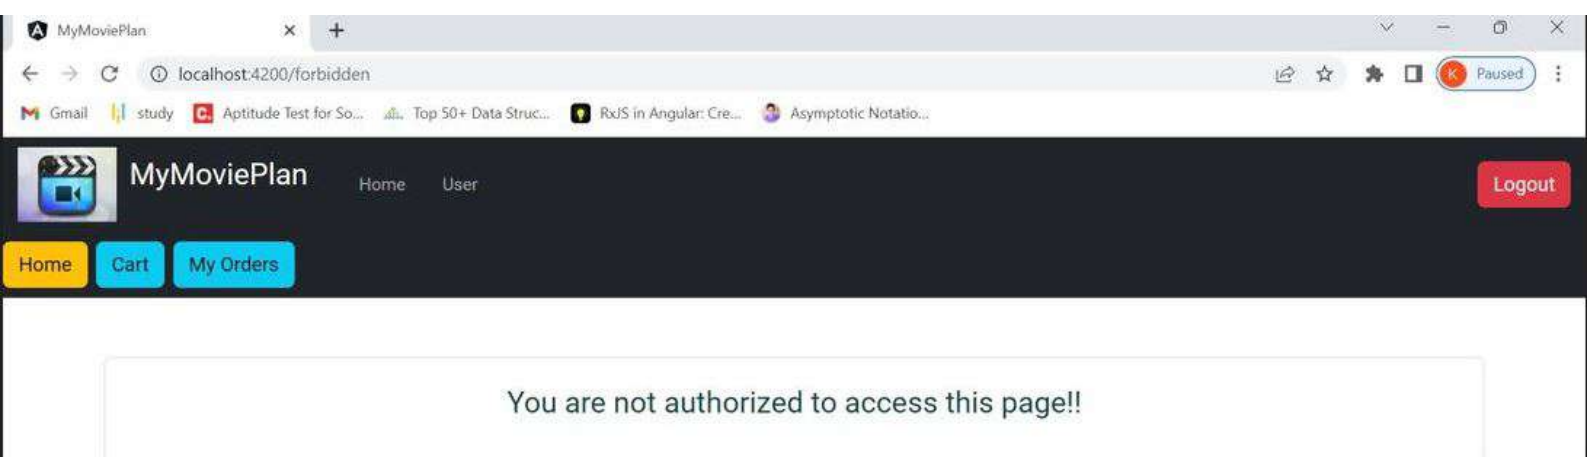 MyMoviePlan
localhost:4200/forbidden
K Paused
Gmail study Aptitude Test for So... Top 50+ Data Struc... RxJS in Angular: Cre... Asymptotic Notatio...
MyMoviePlan Home User Logout
Home Cart My Orders
You are not authorized to access this page!!